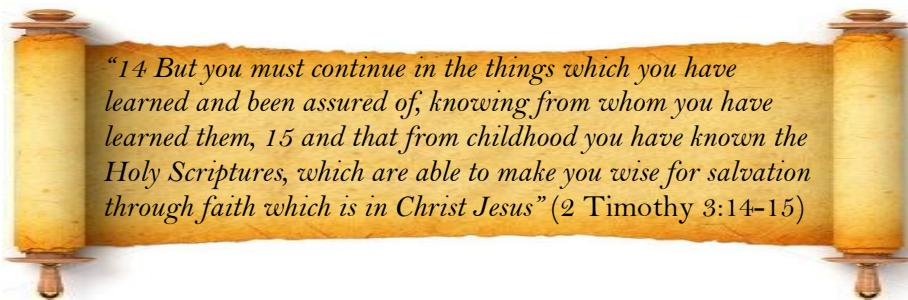 “14 But you must continue in the things which you have
learned and been assured of, knowing from whom you have
learned them, 15 and that from childhood you have known the
Holy Scriptures, which are able to make you wise for salvation
through faith which is in Christ Jesus” (2 Timothy 3:14-15)